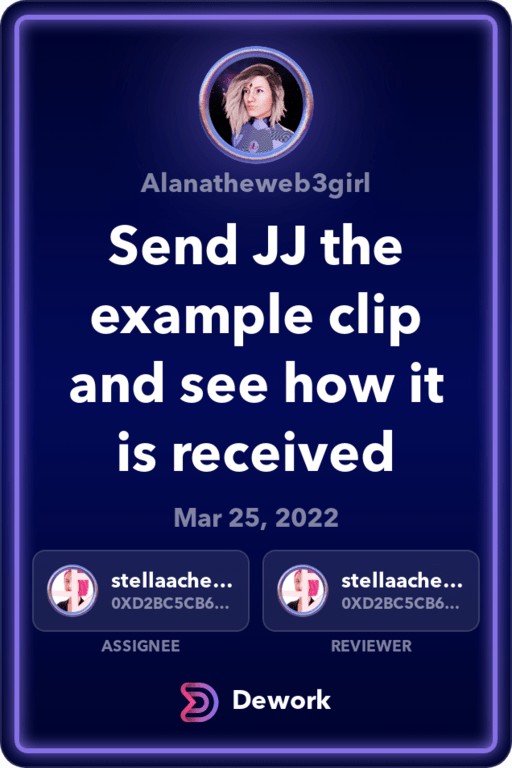 Alanatheweb3girl
Send JJ the
example clip
and see how it
is received
Mar 25, 2022
stellaache...
0XD2BC5CB6...
ASSIGNEE
stellaache...
0XD2BC5CB6...
REVIEWER
Dework